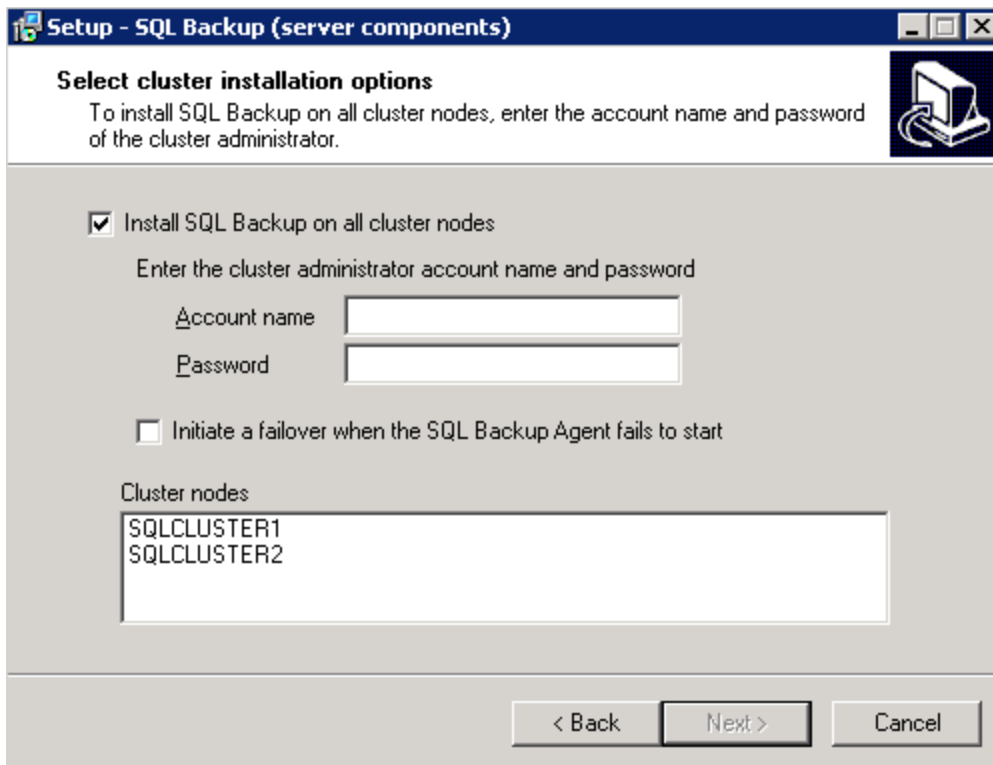 Setup - SQL Backup (server components)
Select cluster installation options
To install SQL Backup on all cluster nodes, enter the account name and password
of the cluster administrator.
Install SQL Backup on all cluster nodes
Enter the cluster administrator account name and password
Account name
Password
Initiate a failover when the SQL Backup Agent fails to start
Cluster nodes
SQLCLUSTER1
SQLCLUSTER2
< Back Next > Cancel